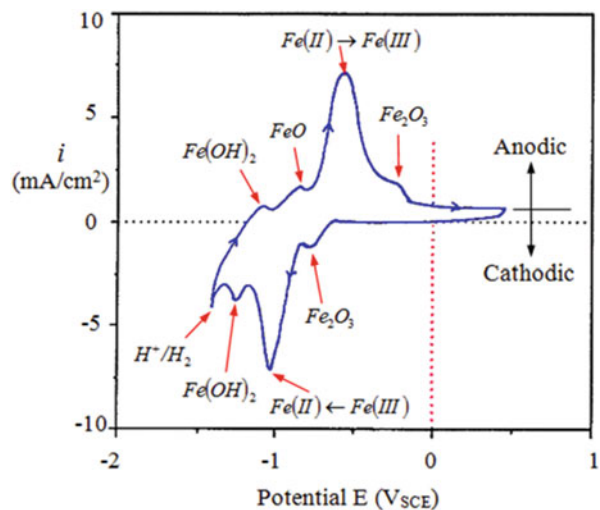 Fe(II) → Fe(III)
10
5
0
-5
-10
i
(mA/cm²)
FeO
Fe₂O₃
Fe(OH)₂
Anodic
Cathodic
Fe₂O₃
H⁺/H₂
Fe(OH)₂
Fe(II) ← Fe(III)
-2
-1
0
1
Potential E (V_SCE)